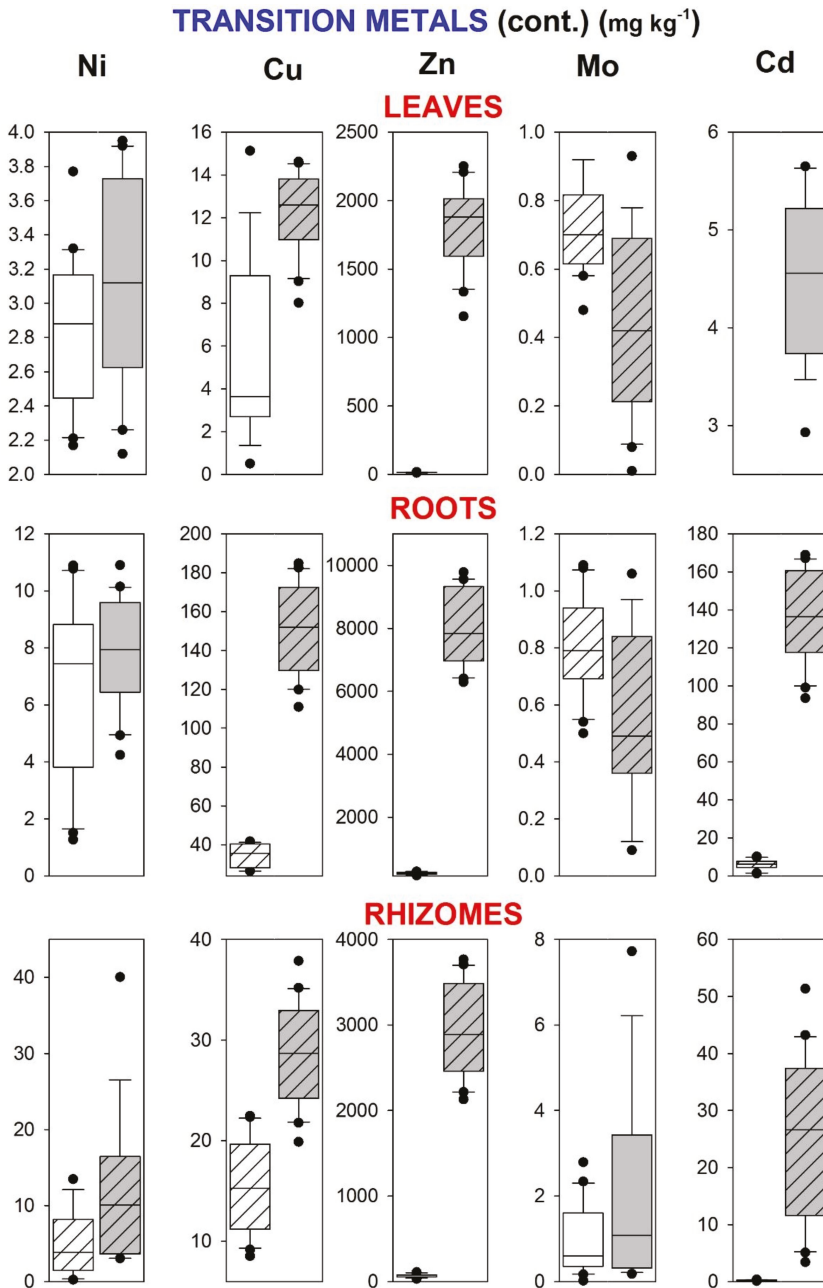 TRANSITION METALS (cont.) (mg kg⁻¹)
Ni Cu Zn Mo Cd
LEAVES
4.0 16 2500 1.0 6
3.8 14
3.6 12 2000 0.8
3.4 10 5
3.2 1500 0.6
3.0 8
2.8 6 1000 0.4 4
2.6 4
2.4 500 0.2
2.2 2 3
2.0 0 0 0.0
ROOTS
12 200 1.2 180
10 180 10000 1.0 160
8 160 8000 140
6 140 0.8 120
4 120 6000 0.6 100
2 100 4000 0.4 80
0 80 2000 0.2 60
60 0.0 40
40 20
0
RHIZOMES
40 40 4000 8 60
30 30 3000 6 50
20 20 2000 4 40
10 10 1000 2 30
0 0 0 20
10
0